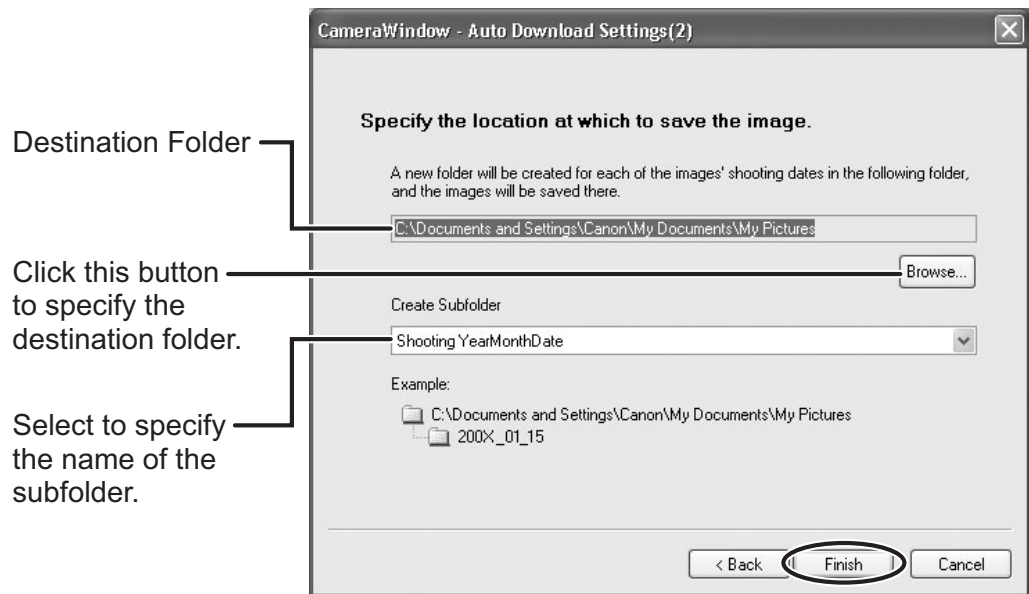 CameraWindow - Auto Download Settings(2)
Specify the location at which to save the image.
Destination Folder
A new folder will be created for each of the images' shooting dates in the following folder,
and the images will be saved there.
C:\Documents and Settings\Canon\My Documents\My Pictures
Click this button
to specify the
destination folder.
Browse...
Create Subfolder
Shooting YearMonthDate
Example:
C:\Documents and Settings\Canon\My Documents\My Pictures
200X_01_15
Select to specify
the name of the
subfolder.
< Back
Finish
Cancel